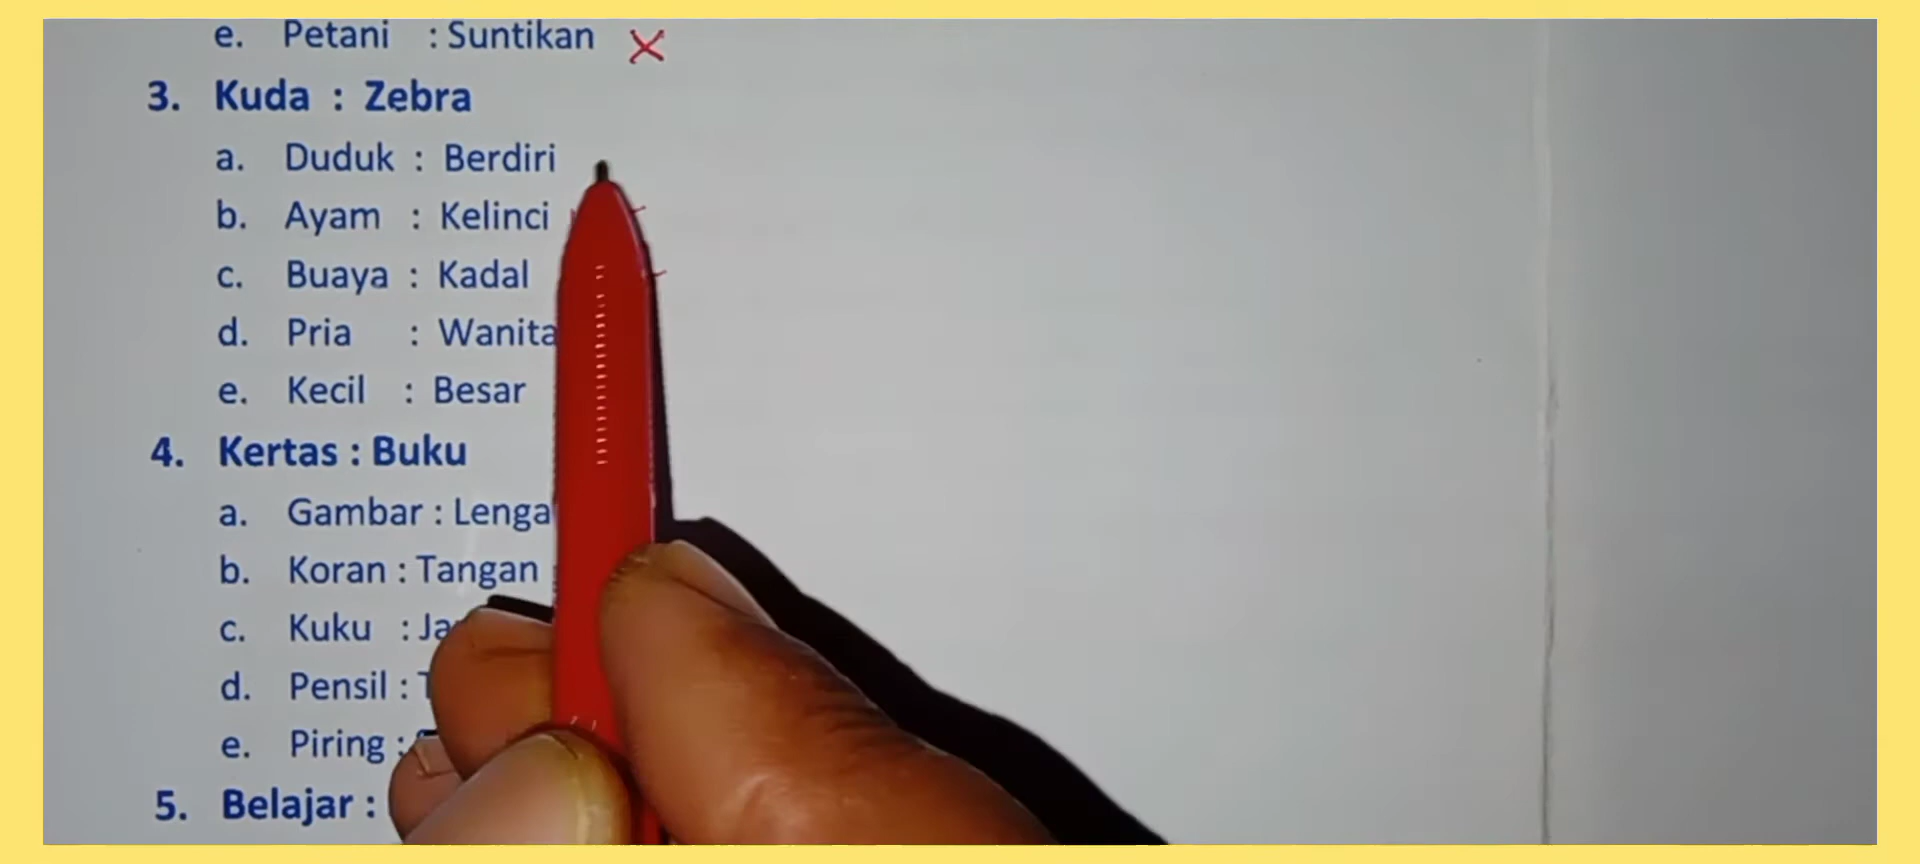 e. Petani : Suntikan
3. Kuda : Zebra
a. Duduk : Berdiri
b. Ayam : Kelinci
c. Buaya : Kadal
d. Pria : Wanita
e. Kecil : Besar
4. Kertas : Buku
a. Gambar :
b. Koran : Tangan
c. Kuku :
d. Pensil :
e. Piring :
5. Belajar :